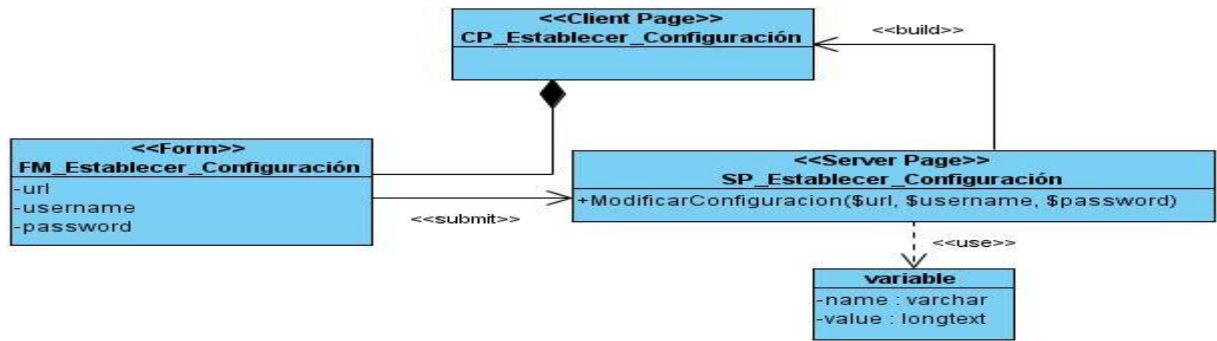 <<Client Page>>
CP_Establecer_Configuración
<<build>>
<<Form>>
FM_Establecer_Configuración
-url
-username
-password
<<submit>>
<<Server Page>>
SP_Establecer_Configuración
+ModificarConfiguracion($url, $username, $password)
<<use>>
variable
-name : varchar
-value : longtext